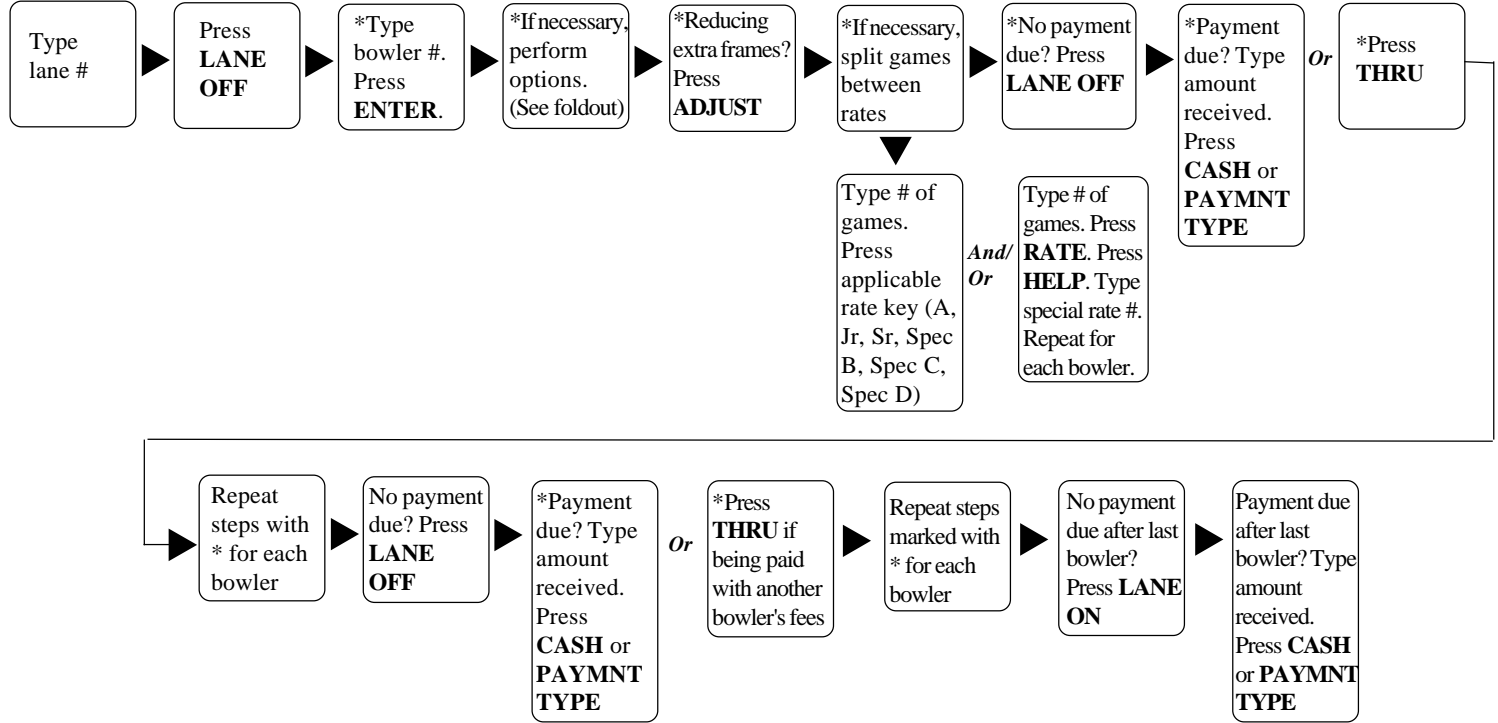 Type
lane #
Press
LANE
OFF
*Type
bowler #.
Press
ENTER.
*If necessary,
perform
options.
(See foldout)
*Reducing
extra frames?
Press
ADJUST
*If necessary,
split games
between
rates
*No payment
due? Press
LANE OFF
*Payment
due? Type
amount
received.
Press
CASH or
PAYMNT
TYPE
Or
*Press
THRU
Type # of
games.
Press
applicable
rate key (A,
Jr, Sr, Spec
B, Spec C,
Spec D)
And/
Or
Type # of
games. Press
RATE. Press
HELP. Type
special rate #.
Repeat for
each bowler.
Repeat
steps with
* for each
bowler
No payment
due? Press
LANE
OFF
*Payment
due? Type
amount
received.
Press
CASH or
PAYMNT
TYPE
Or
*Press
THRU if
being paid
with another
bowler's fees
Repeat steps
marked with
* for each
bowler
No payment
due after last
bowler?
Press LANE
ON
Payment due
after last
bowler? Type
amount
received.
Press CASH
or PAYMNT
TYPE